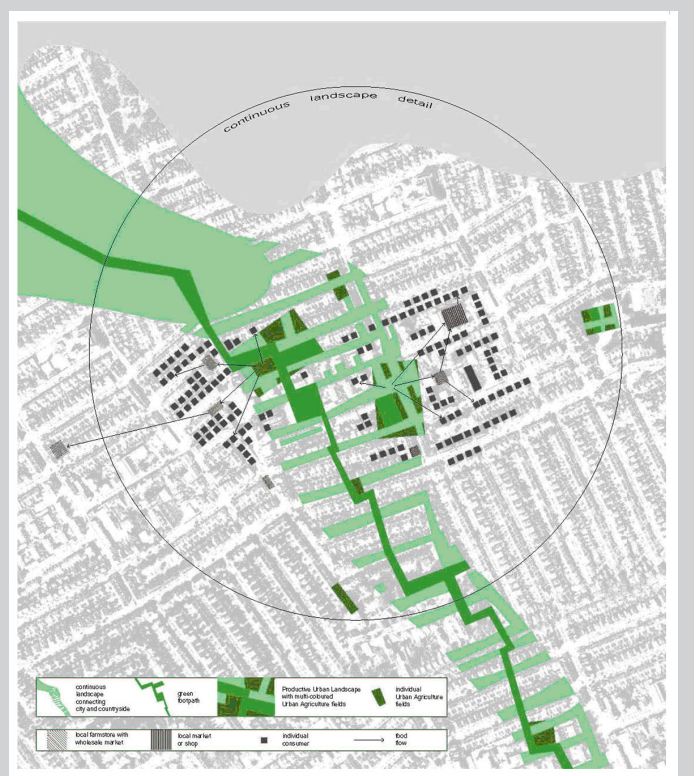 continuous landscape detail
continuous
landscape
connecting
city and countryside
green
footpath
Productive Urban Landscape
with multi-coloured
Urban Agriculture fields
individual
Urban Agriculture
fields
local farmstore with
wholesale market
local market
or shop
individual
consumer
food
flow